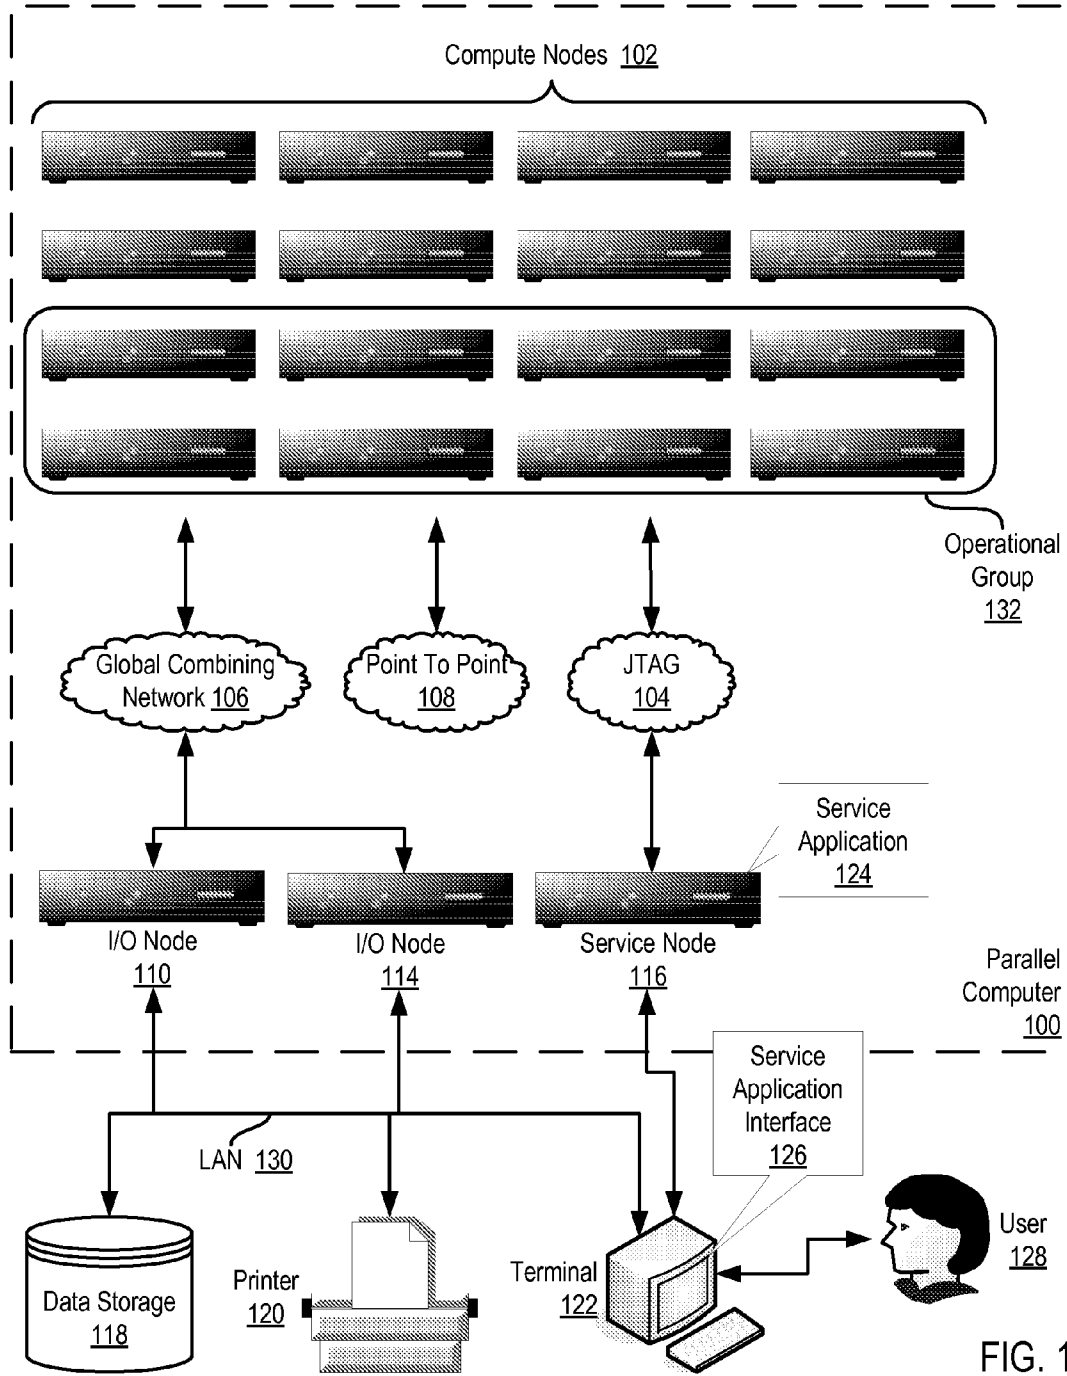 Compute Nodes 102
Operational
Group
132
Global Combining
Network 106
Point To Point
108
JTAG
104
Service
Application
124
I/O Node
110
I/O Node
114
Service Node
116
Parallel
Computer
100
Service
Application
Interface
126
LAN 130
Data Storage
118
Printer
120
Terminal
122
User
128
FIG. 1